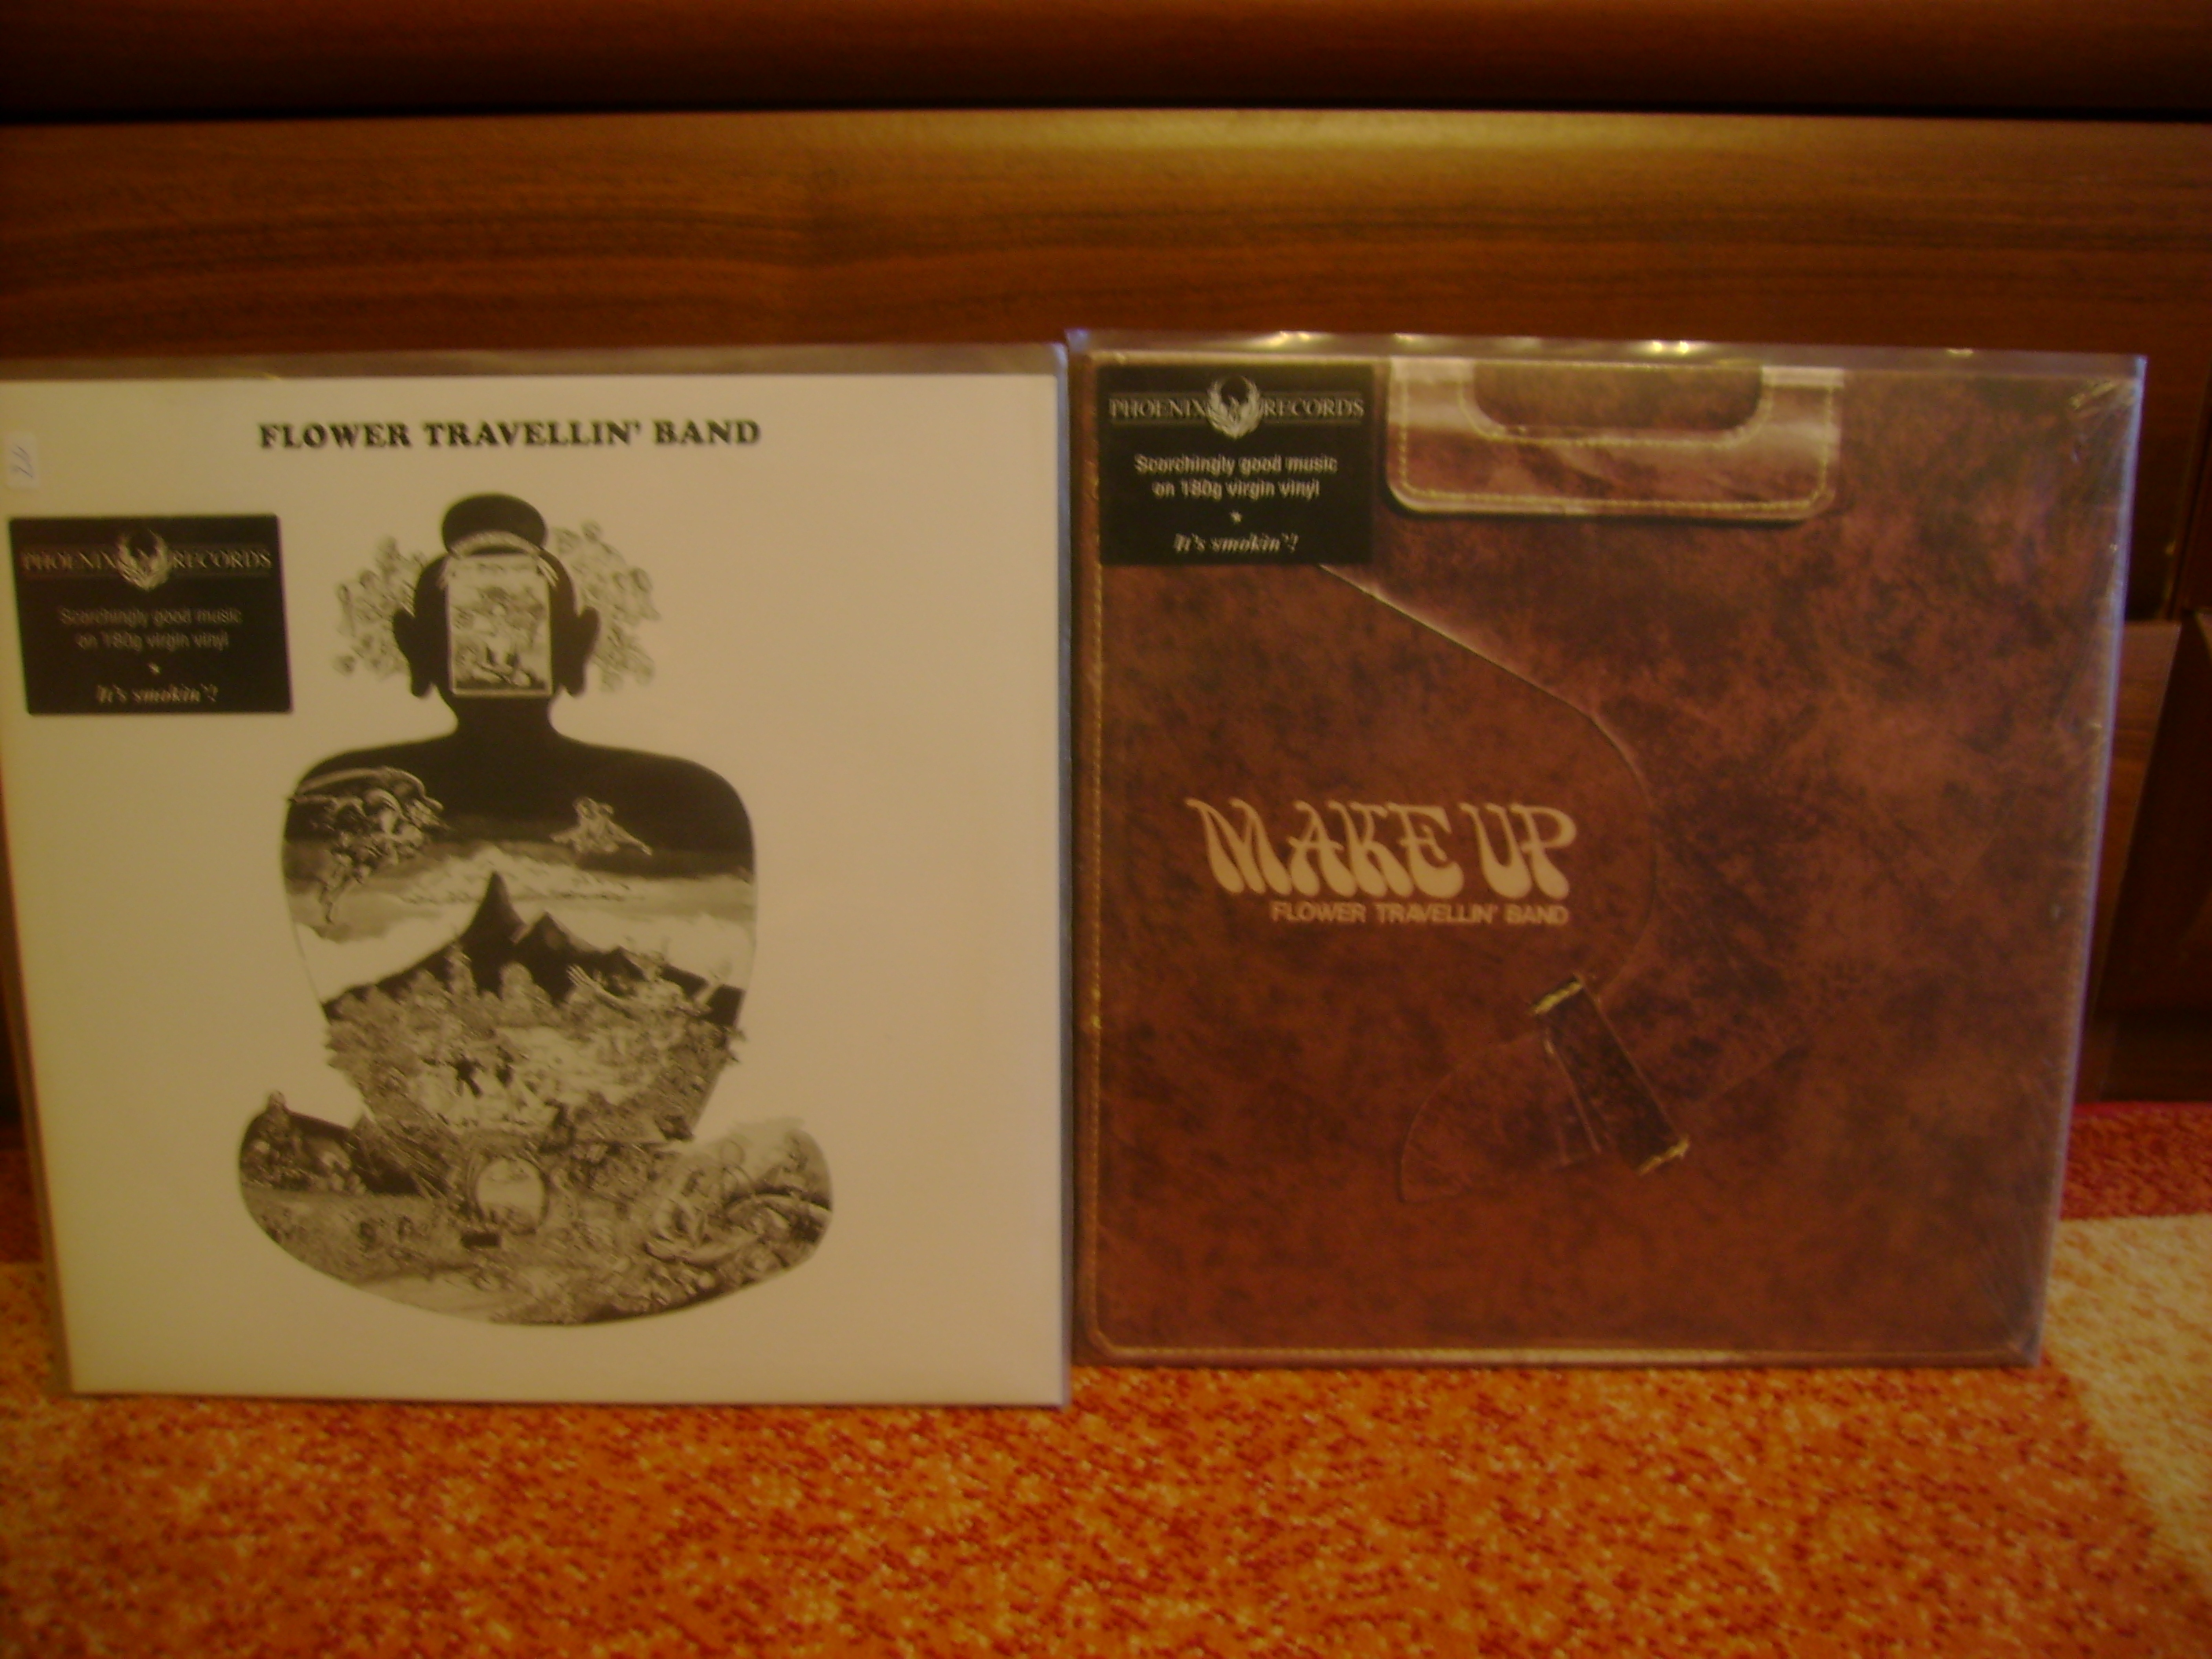 FLOWER TRAVELLIN' BAND
PHOENIX RECORDS
Scorchingly good music
on 180g virgin vinyl
It's smokin'!
PHOENIX RECORDS
Scorchingly good music
on 180g virgin vinyl
It's smokin'!
MAKE UP
FLOWER TRAVELLIN' BAND